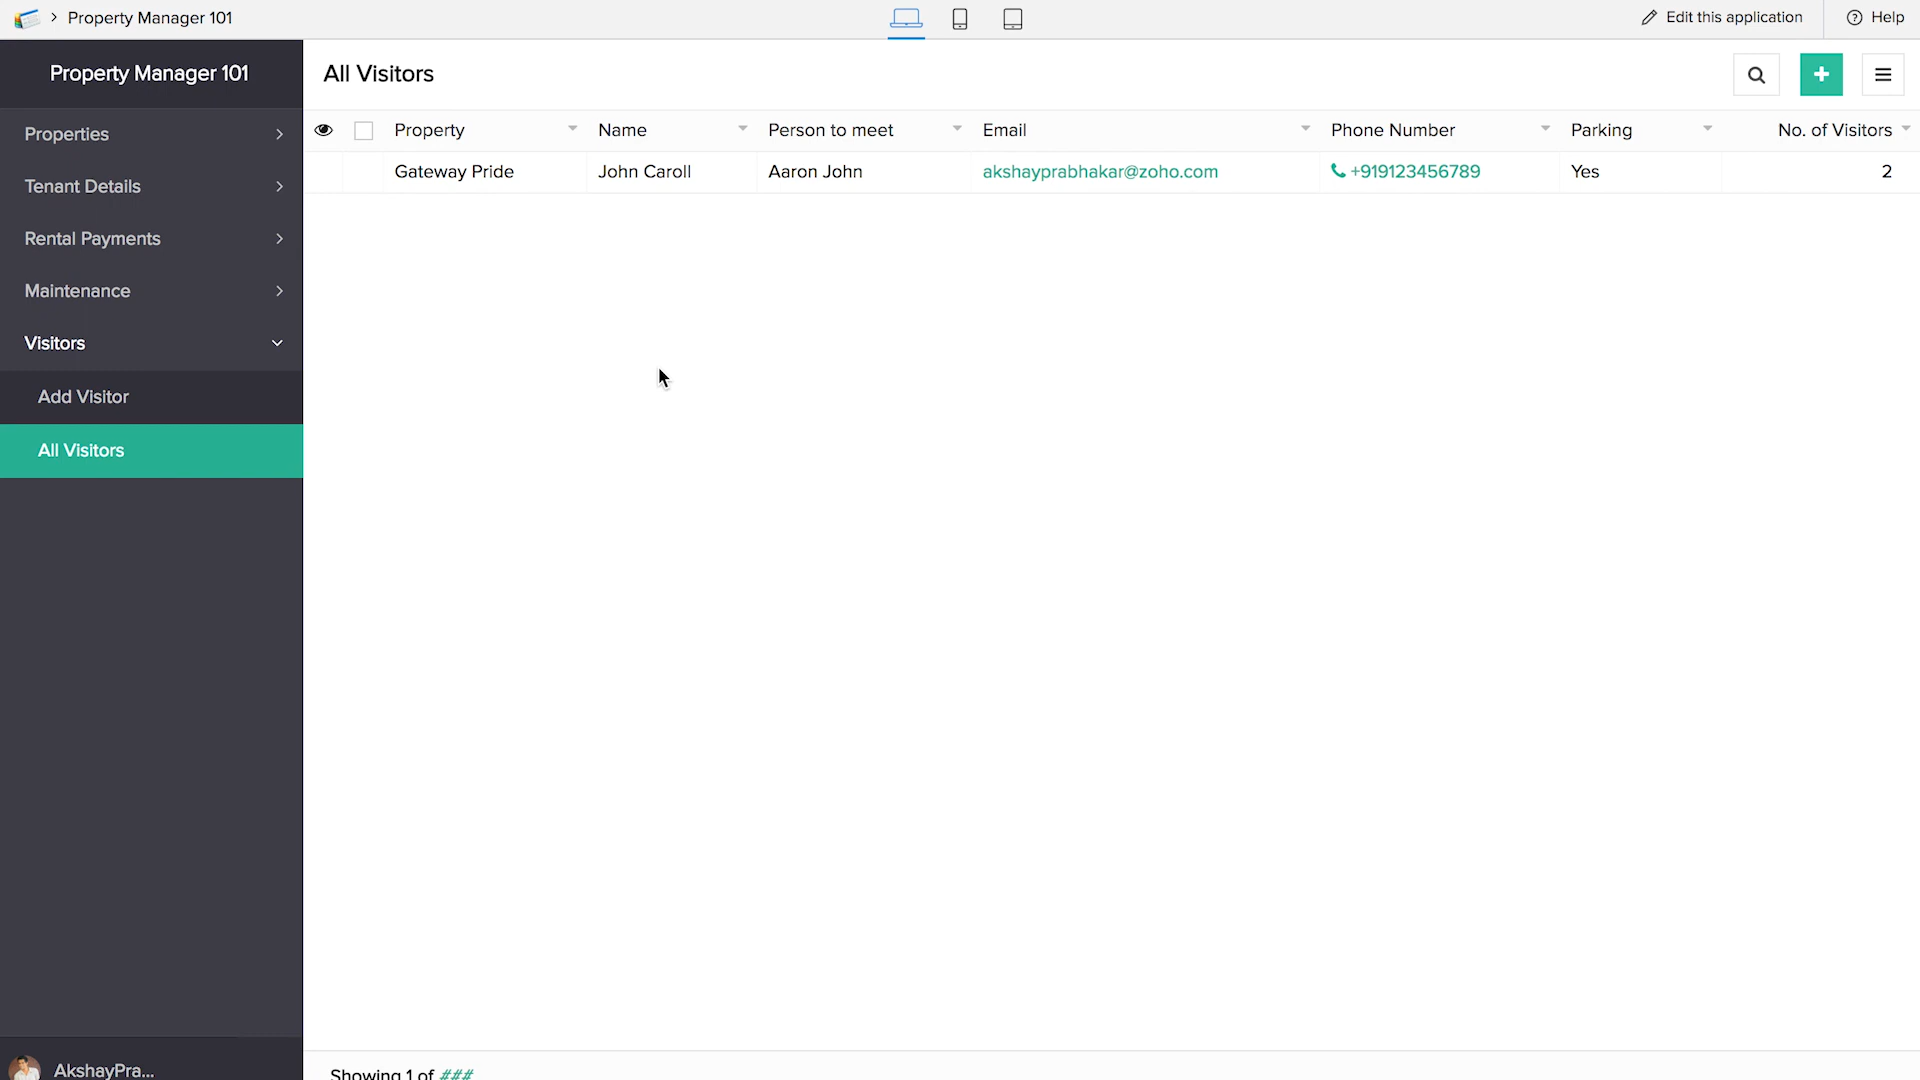 Property Manager 101
Edit this application
Help
Property Manager 101
Properties
Tenant Details
Rental Payments
Maintenance
Visitors
Add Visitor
All Visitors
AkshayPra...
All Visitors
Property Name Person to meet Email Phone Number Parking No. of Visitors
Gateway Pride John Caroll Aaron John akshayprabhakar@zoho.com +919123456789 Yes 2
Showing 1 of ###